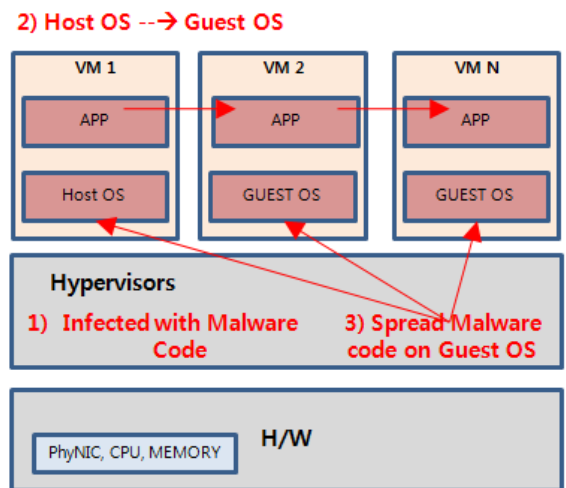 2) Host OS --→ Guest OS
VM 1
VM 2
VM N
APP
APP
APP
Host OS
GUEST OS
GUEST OS
Hypervisors
1) Infected with Malware
Code
3) Spread Malware
code on Guest OS
H/W
PhyNIC, CPU, MEMORY